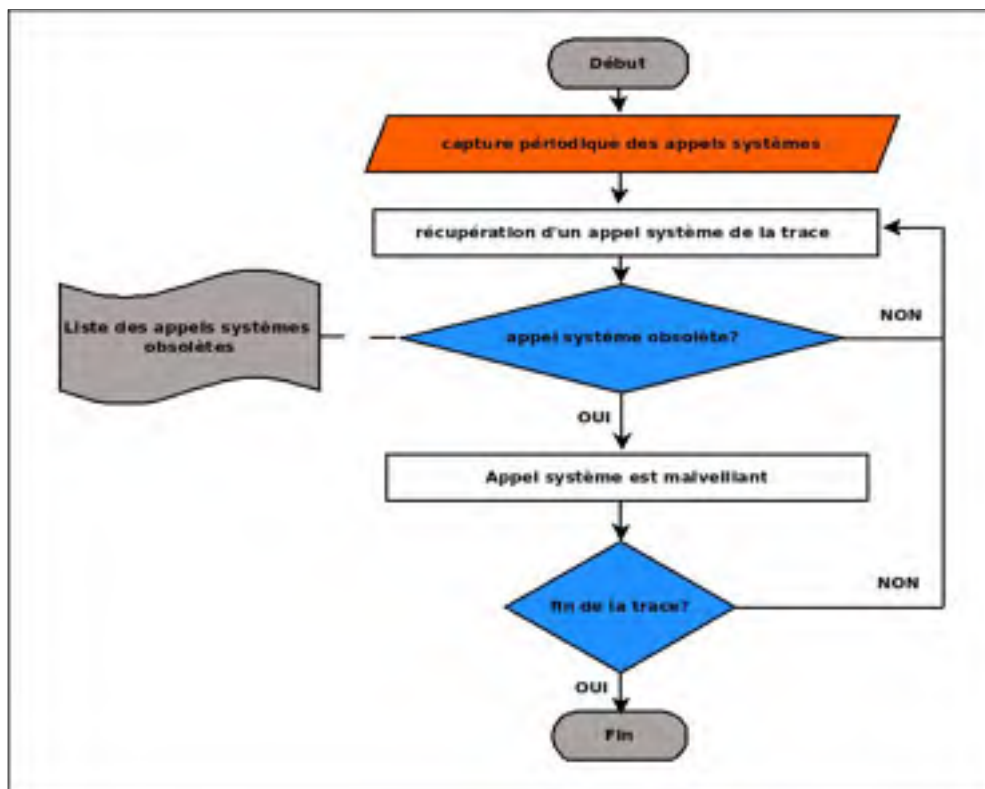 Début
capture périodique des appels systèmes
récupération d'un appel système de la trace
Liste des appels systèmes
obsolètes
appel système obsolète?
NON
OUI
Appel système est malveillant
fin de la trace?
NON
OUI
Fin